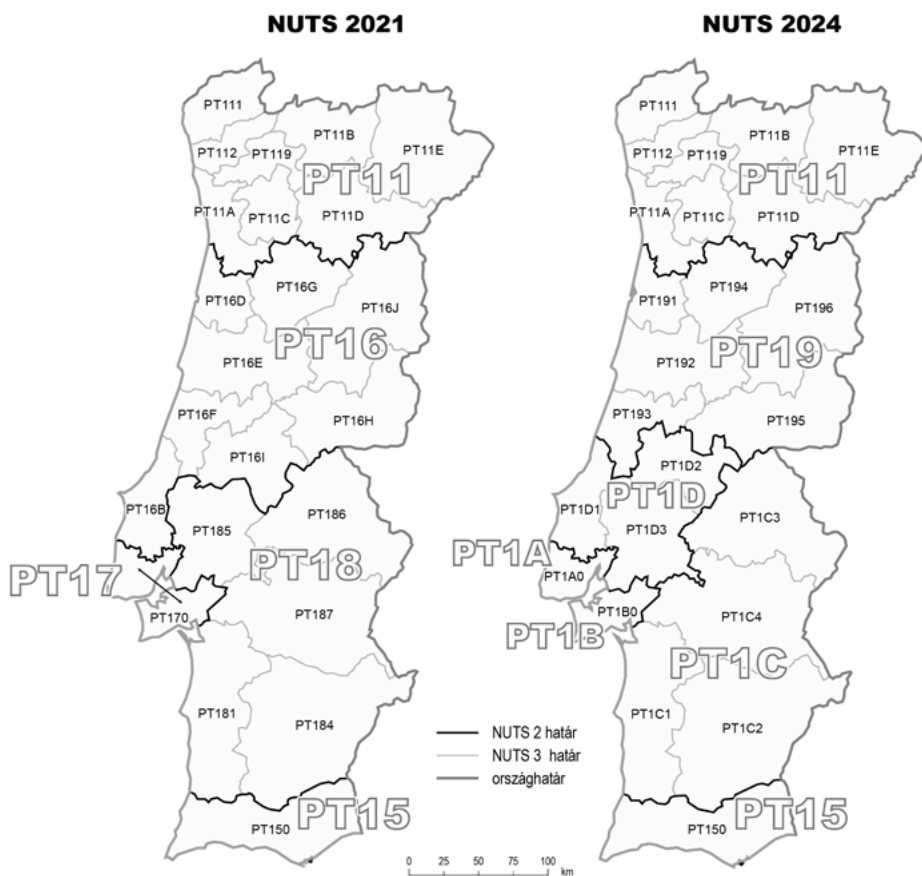 NUTS 2021
PT111
PT11B
PT112
PT119
PT11E
PT11
PT11A
PT11C
PT11D
PT16G
PT16D
PT16J
PT16
PT16E
PT16F
PT16H
PT16I
PT16B
PT185
PT186
PT18
PT17
PT170
PT187
PT181
PT184
PT15
PT150
NUTS 2024
PT111
PT11B
PT112
PT119
PT11E
PT11
PT11A
PT11C
PT11D
PT194
PT191
PT196
PT19
PT192
PT193
PT195
PT1D2
PT1D
PT1D1
PT1C3
PT1D3
PT1A
PT1A0
PT1B0
PT1C4
PT1B
PT1C
PT1C1
PT1C2
PT15
PT150
NUTS 2 határ
NUTS 3 határ
országhatár
0 25 50 75 100
km